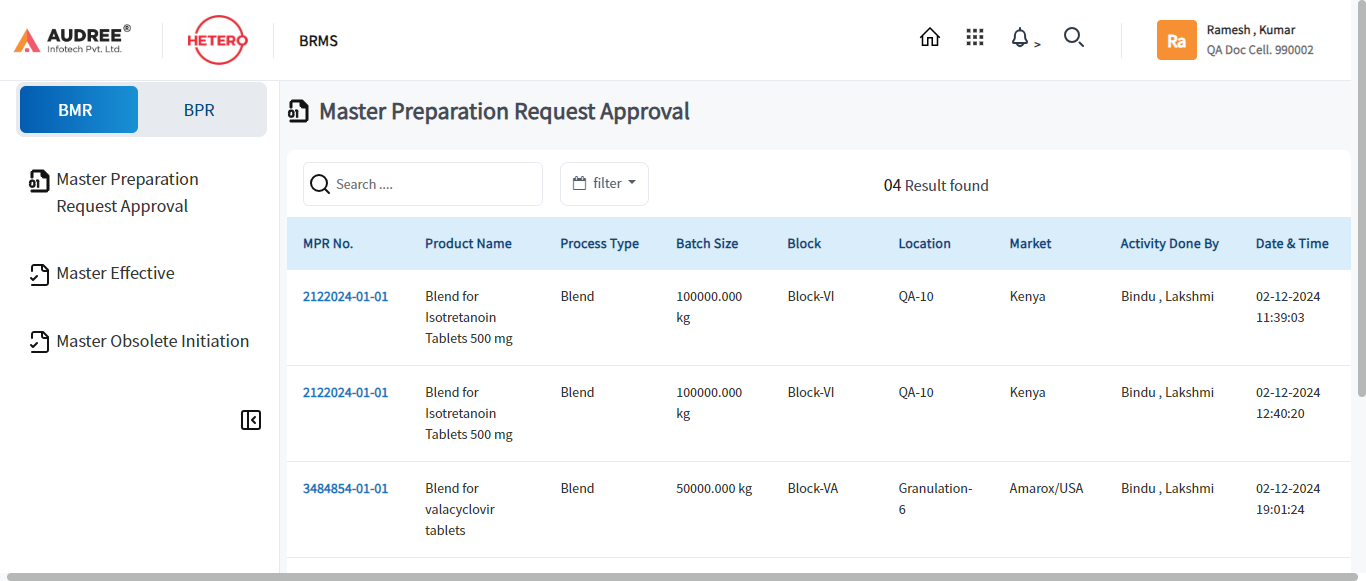 AUDREE®
Infotech Pvt. Ltd.
HETERO
BRMS
>
Ra
Ramesh , Kumar
QA Doc Cell. 990002
BMR
BPR
01 Master Preparation
Request Approval
Master Effective
Master Obsolete Initiation
01 Master Preparation Request Approval
Search ....
filter
04 Result found
MPR No. Product Name Process Type Batch Size Block Location Market Activity Done By Date & Time
2122024-01-01 Blend for Blend 100000.000 Block-VI QA-10 Kenya Bindu , Lakshmi 02-12-2024
Isotretanoin kg 11:39:03
Tablets 500 mg
2122024-01-01 Blend for Blend 100000.000 Block-VI QA-10 Kenya Bindu , Lakshmi 02-12-2024
Isotretanoin kg 12:40:20
Tablets 500 mg
3484854-01-01 Blend for Blend 50000.000 kg Block-VA Granulation- Amarox/USA Bindu , Lakshmi 02-12-2024
valacyclovir 6 19:01:24
tablets